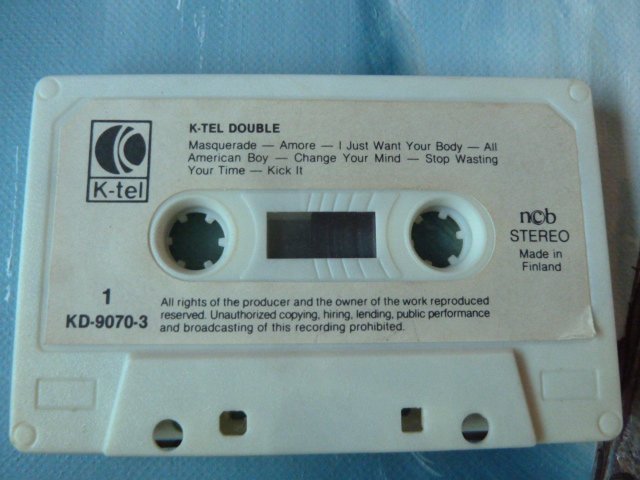 K-tel
K-TEL DOUBLE
Masquerade — Amore — I Just Want Your Body — All
American Boy — Change Your Mind — Stop Wasting
Your Time — Kick It
ncb
STEREO
Made in
Finland
1
KD-9070-3
All rights of the producer and the owner of the work reproduced
reserved. Unauthorized copying, hiring, lending, public performance
and broadcasting of this recording prohibited.